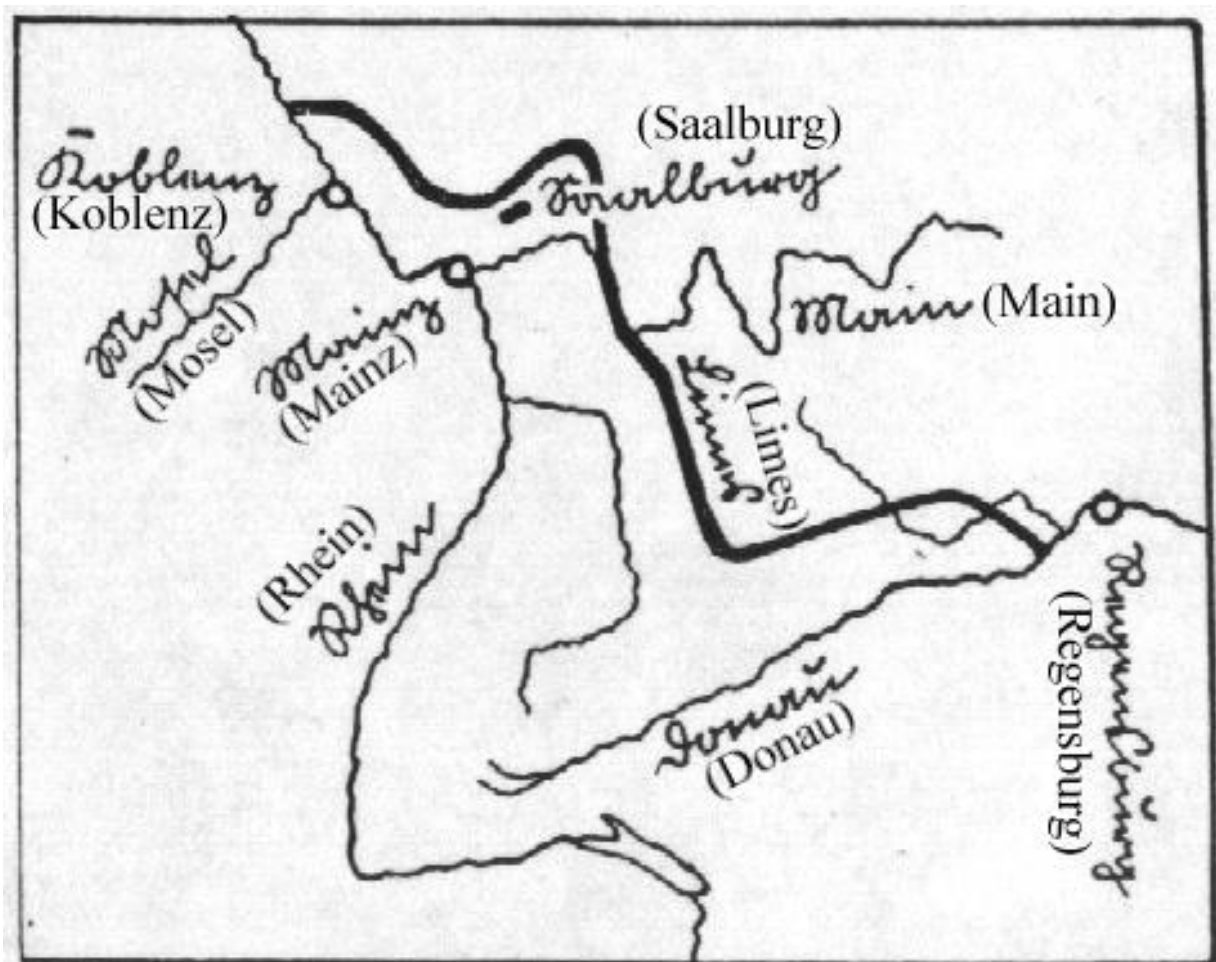 (Saalburg)
Saalburg
Koblenz
(Koblenz)
Mosel
(Mosel)
Mainz
(Mainz)
Main (Main)
Limes
(Limes)
(Rhein)
Rhein
Donau
(Donau)
Regensburg
(Regensburg)